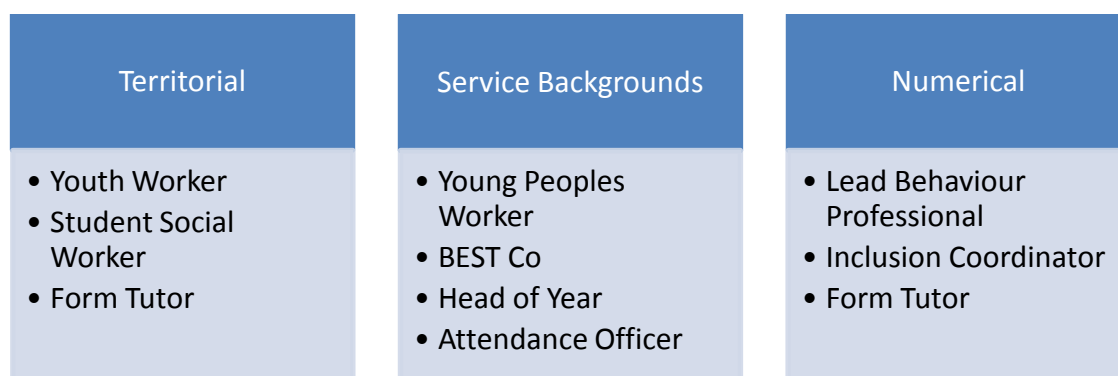 Territorial
• Youth Worker
• Student Social
Worker
• Form Tutor
Service Backgrounds
• Young Peoples
Worker
• BEST Co
• Head of Year
• Attendance Officer
Numerical
• Lead Behaviour
Professional
• Inclusion Coordinator
• Form Tutor